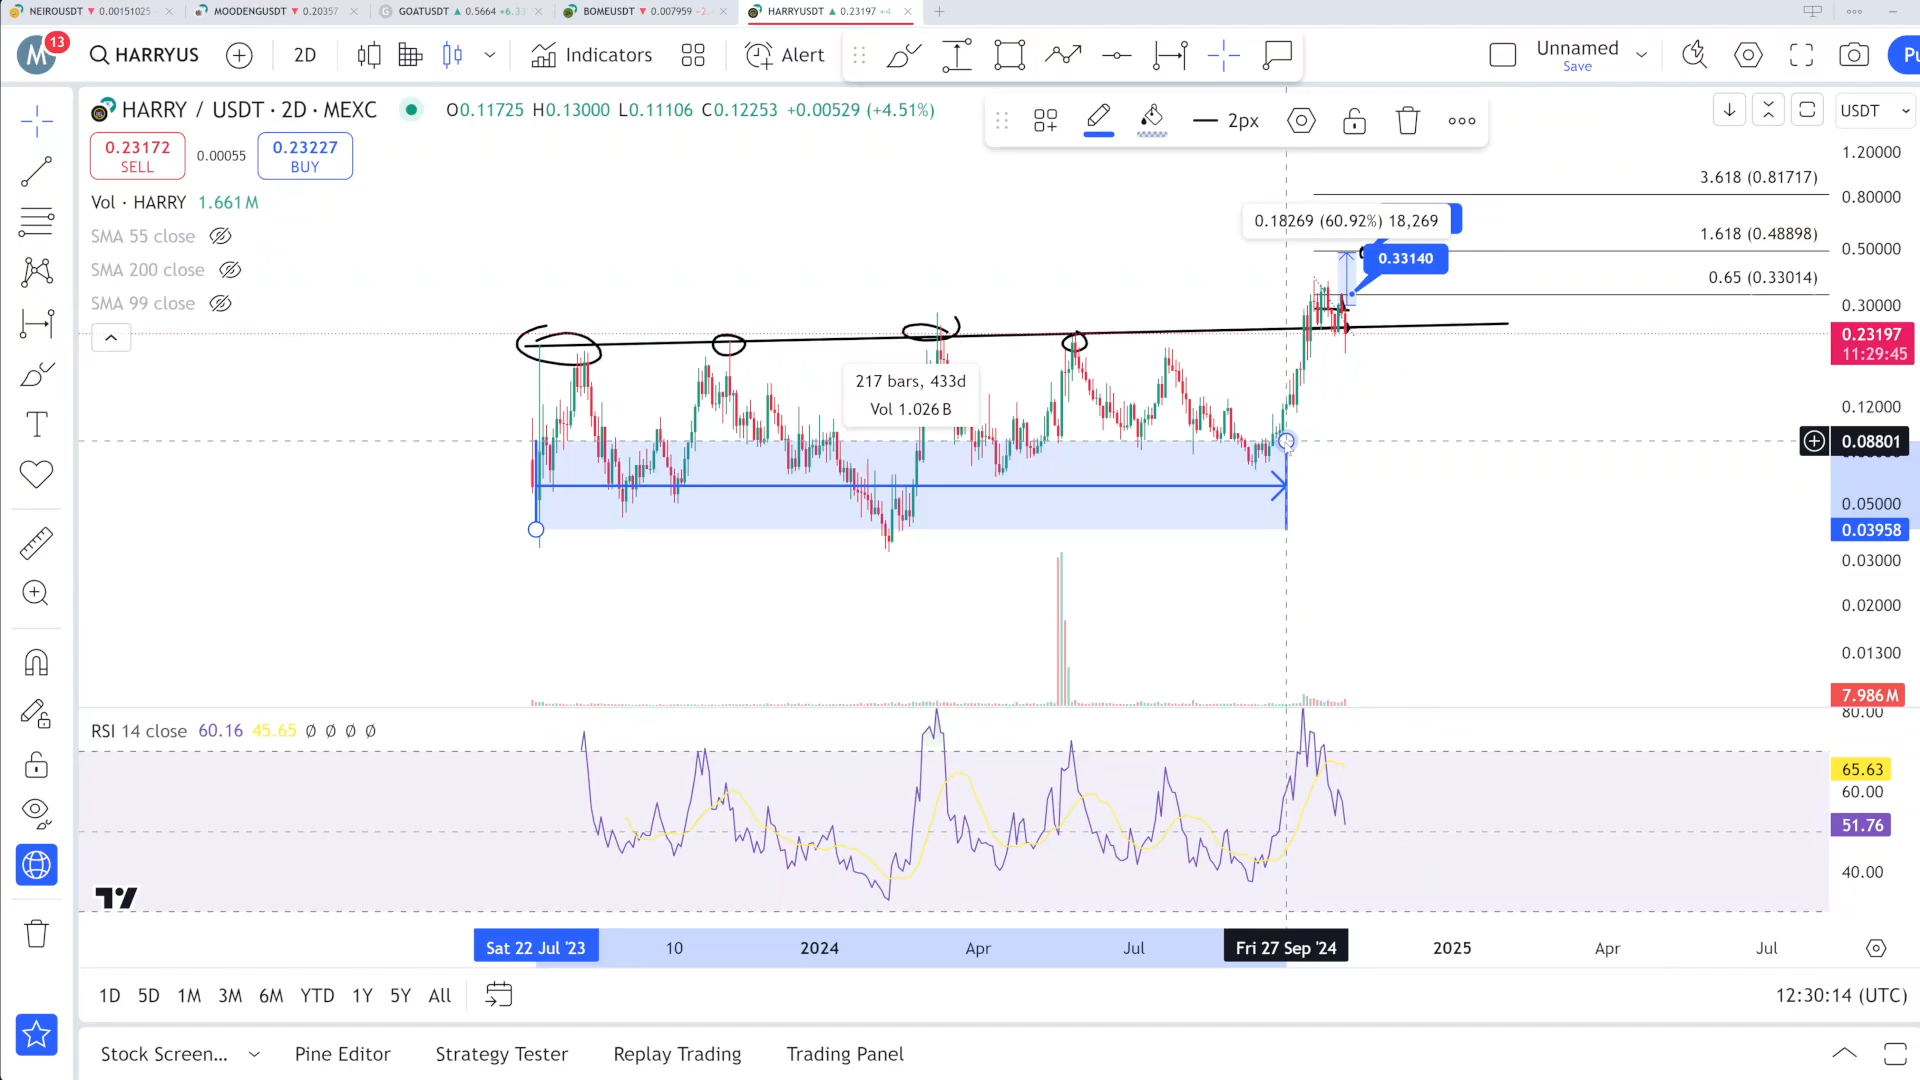 NEIROUSDT ▼ 0.00151025
MOODENGUSDT ▼ 0.20357
GOATUSDT ▲ 0.5664 +6.33
BOMEUSDT ▼ 0.007959 −2.
HARRYUSDT ▲ 0.23197 +4
M
13
HARRYUS
2D
Indicators
Alert
Unnamed
Save
Pu
HARRY / USDT · 2D · MEXC
O0.11725 H0.13000 L0.11106 C0.12253 +0.00529 (+4.51%)
2px
USDT
0.23172
SELL
0.00055
0.23227
BUY
Vol · HARRY 1.661 M
SMA 55 close
SMA 200 close
SMA 99 close
3.618 (0.81717)
0.18269 (60.92%) 18,269
1.618 (0.48898)
0.33140
0.65 (0.33014)
217 bars, 433d
Vol 1.026 B
1.20000
0.80000
0.50000
0.30000
0.23197
11:29:45
0.12000
0.08801
0.05000
0.03958
0.03000
0.02000
0.01300
7.986 M
80.00
RSI 14 close 60.16 45.65 Ø Ø Ø Ø
65.63
60.00
51.76
40.00
Sat 22 Jul '23
10
2024
Apr
Jul
Fri 27 Sep '24
2025
Apr
Jul
1D 5D 1M 3M 6M YTD 1Y 5Y All
12:30:14 (UTC)
Stock Screen...
Pine Editor
Strategy Tester
Replay Trading
Trading Panel